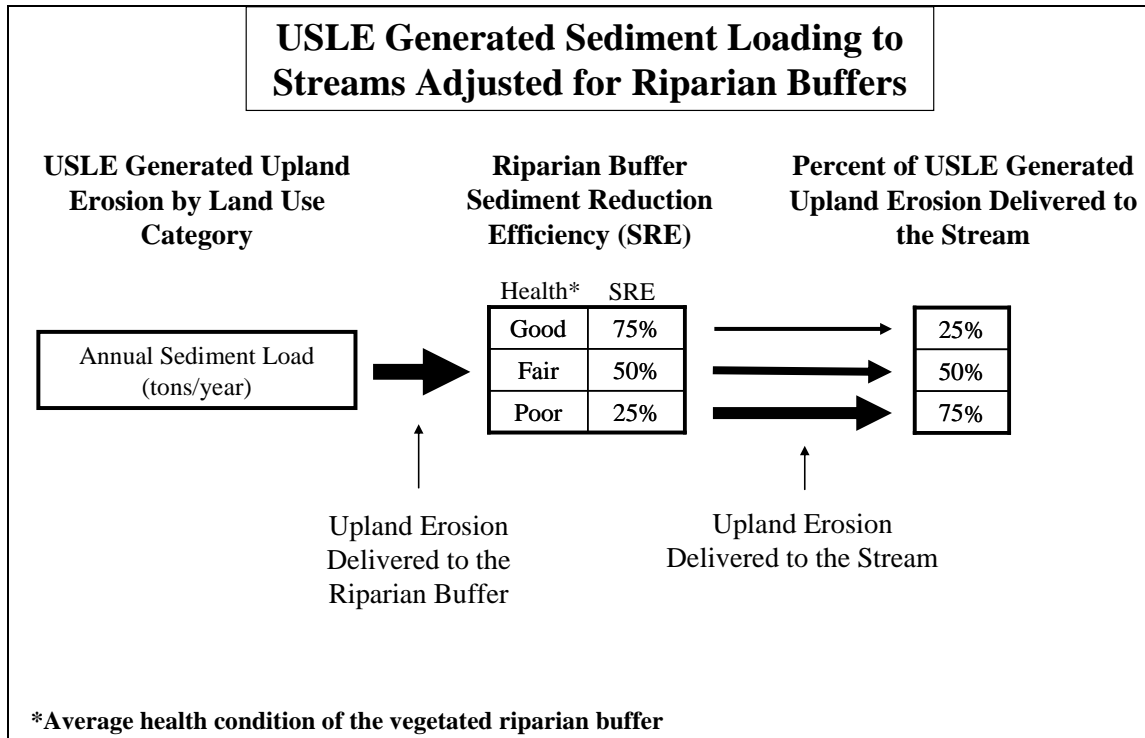 USLE Generated Sediment Loading to
Streams Adjusted for Riparian Buffers
USLE Generated Upland
Erosion by Land Use
Category
Riparian Buffer
Sediment Reduction
Efficiency (SRE)
Percent of USLE Generated
Upland Erosion Delivered to
the Stream
Annual Sediment Load
(tons/year)
Health* SRE
Good 75%
Fair 50%
Poor 25%
25%
50%
75%
Upland Erosion
Delivered to the
Riparian Buffer
Upland Erosion
Delivered to the Stream
*Average health condition of the vegetated riparian buffer